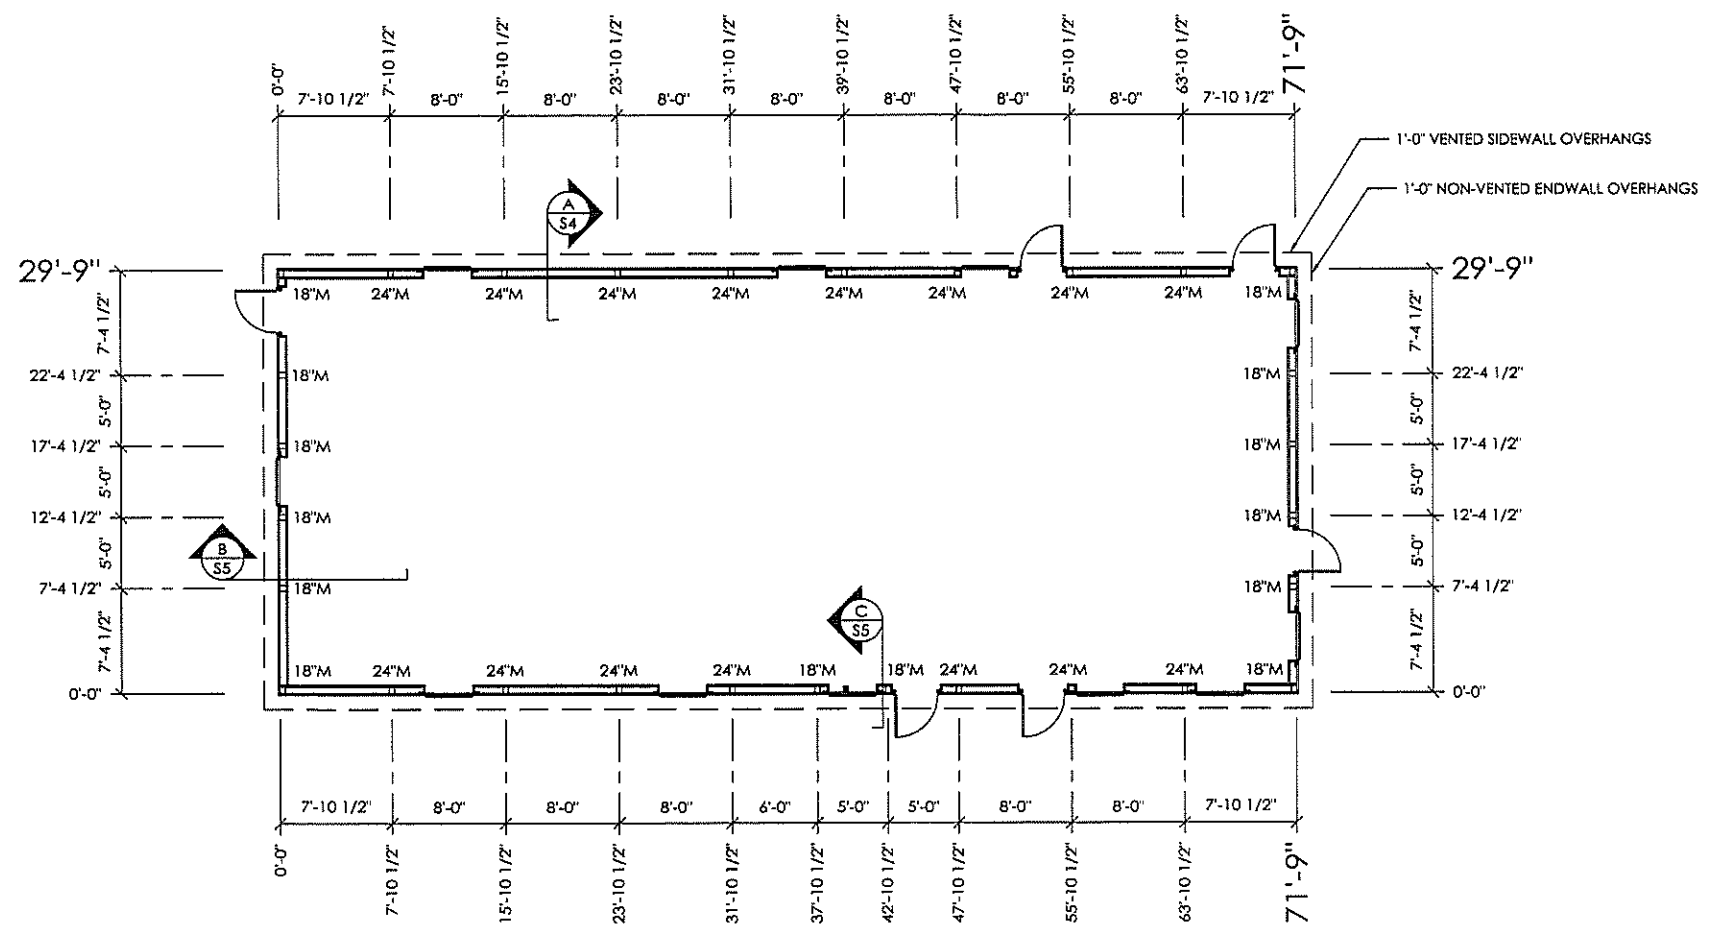 0'-0"
7'-10 1/2"
15'-10 1/2"
23'-10 1/2"
31'-10 1/2"
39'-10 1/2"
47'-10 1/2"
55'-10 1/2"
63'-10 1/2"
71'-9"
7'-10 1/2"
8'-0"
8'-0"
8'-0"
8'-0"
8'-0"
8'-0"
8'-0"
7'-10 1/2"
1'-0" VENTED SIDEWALL OVERHANGS
1'-0" NON-VENTED ENDWALL OVERHANGS
A
S4
29'-9"
29'-9"
18"M
24"M
24"M
24"M
24"M
24"M
24"M
24"M
24"M
18"M
7'-4 1/2"
7'-4 1/2"
22'-4 1/2"
18"M
18"M
22'-4 1/2"
5'-0"
5'-0"
17'-4 1/2"
18"M
18"M
17'-4 1/2"
5'-0"
5'-0"
12'-4 1/2"
18"M
18"M
12'-4 1/2"
B
S5
5'-0"
5'-0"
7'-4 1/2"
18"M
18"M
7'-4 1/2"
C
S5
7'-4 1/2"
7'-4 1/2"
18"M
24"M
24"M
24"M
24"M
18"M
18"M
24"M
24"M
24"M
18"M
0'-0"
0'-0"
7'-10 1/2"
8'-0"
8'-0"
8'-0"
6'-0"
5'-0"
5'-0"
8'-0"
8'-0"
7'-10 1/2"
0'-0"
7'-10 1/2"
15'-10 1/2"
23'-10 1/2"
31'-10 1/2"
37'-10 1/2"
42'-10 1/2"
47'-10 1/2"
55'-10 1/2"
63'-10 1/2"
71'-9"